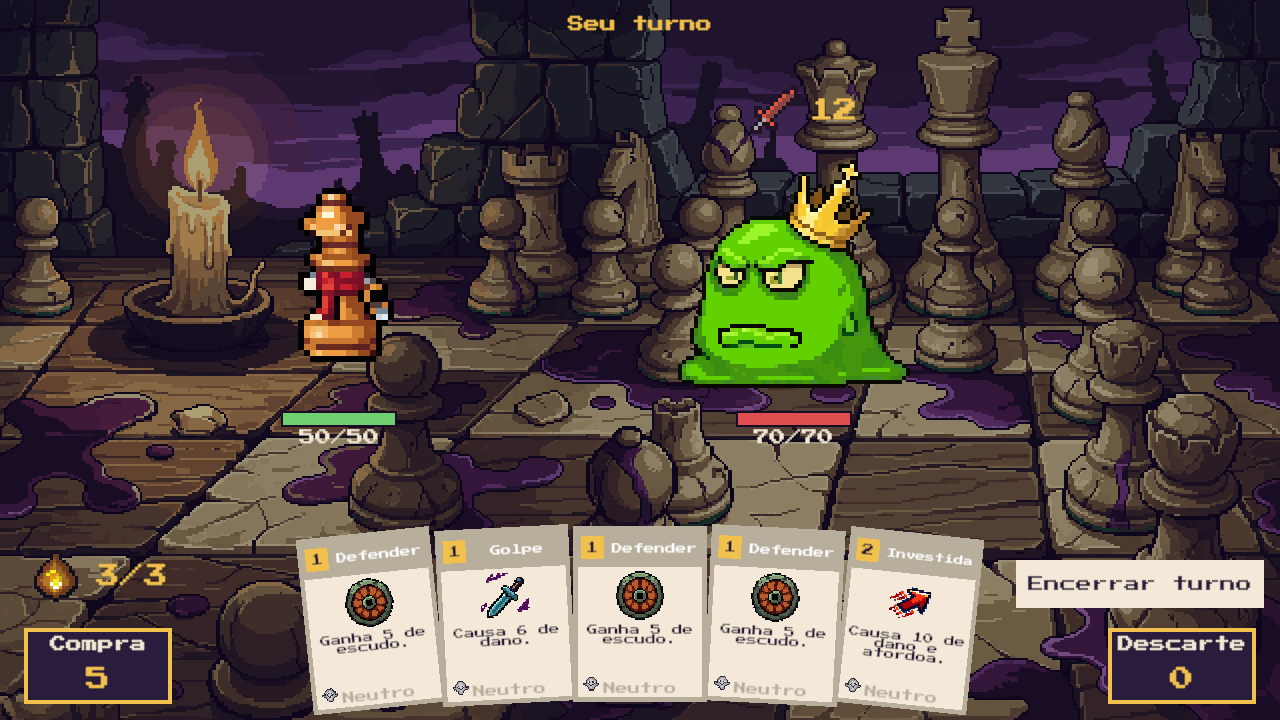 Seu turno
12
50/50
70/70
3/3
Compra
5
1 Defender
Ganha 5 de
escudo.
Neutro
1 Golpe
Causa 6 de
dano.
Neutro
1 Defender
Ganha 5 de
escudo.
Neutro
1 Defender
Ganha 5 de
escudo.
Neutro
2 Investida
Causa 10 de
dano e
atordoa.
Neutro
Encerrar turno
Descarte
0